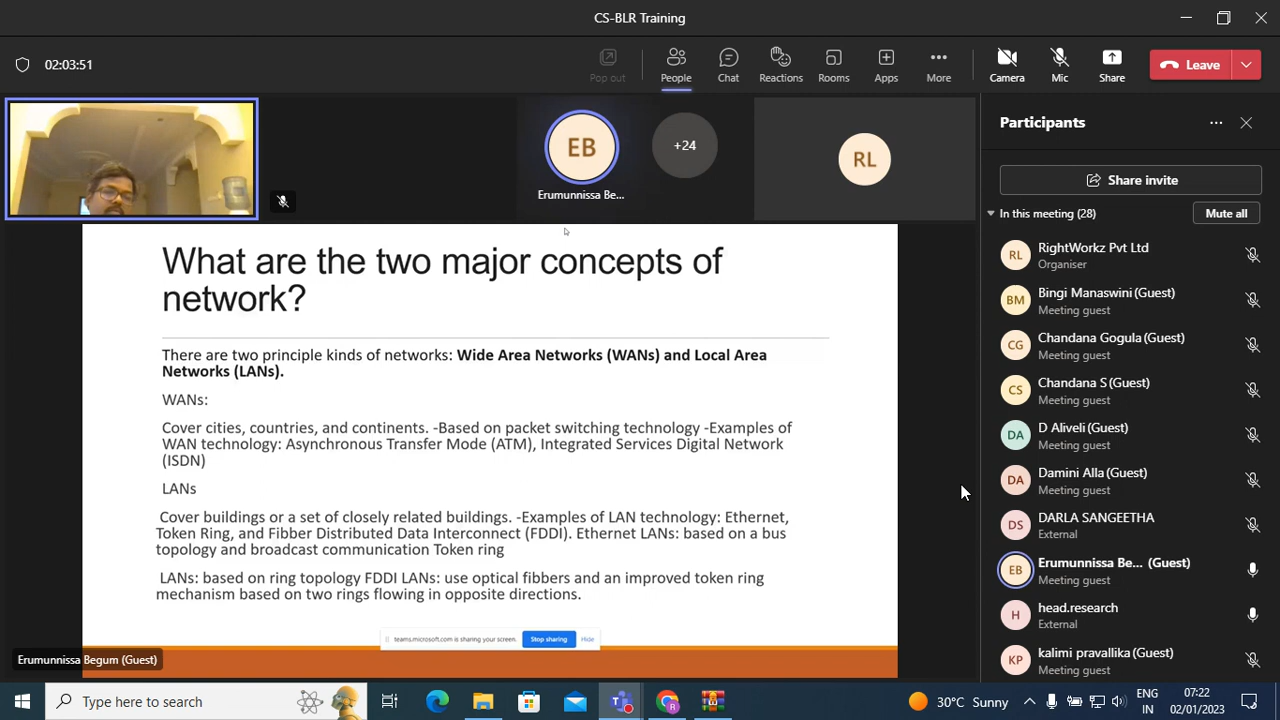 CS-BLR Training
02:03:51
Pop out
People
Chat
Reactions
Rooms
Apps
More
Camera
Mic
Share
Leave
EB
Erumunnissa Be...
+24
RL
What are the two major concepts of
network?
There are two principle kinds of networks: Wide Area Networks (WANs) and Local Area
Networks (LANs).
WANs:
Cover cities, countries, and continents. -Based on packet switching technology -Examples of
WAN technology: Asynchronous Transfer Mode (ATM), Integrated Services Digital Network
(ISDN)
LANs
Cover buildings or a set of closely related buildings. -Examples of LAN technology: Ethernet,
Token Ring, and Fibber Distributed Data Interconnect (FDDI). Ethernet LANs: based on a bus
topology and broadcast communication Token ring
LANs: based on ring topology FDDI LANs: use optical fibbers and an improved token ring
mechanism based on two rings flowing in opposite directions.
teams.microsoft.com is sharing your screen.
Stop sharing
Hide
Erumunnissa Begum (Guest)
Participants
Share invite
In this meeting (28)
Mute all
RL
RightWorkz Pvt Ltd
Organiser
BM
Bingi Manaswini (Guest)
Meeting guest
CG
Chandana Gogula (Guest)
Meeting guest
CS
Chandana S (Guest)
Meeting guest
DA
D Aliveli (Guest)
Meeting guest
DA
Damini Alla (Guest)
Meeting guest
DS
DARLA SANGEETHA
External
EB
Erumunnissa Be... (Guest)
Meeting guest
H
head.research
External
KP
kalimi pravallika (Guest)
Meeting guest
Type here to search
30°C Sunny
ENG
IN
07:22
02/01/2023